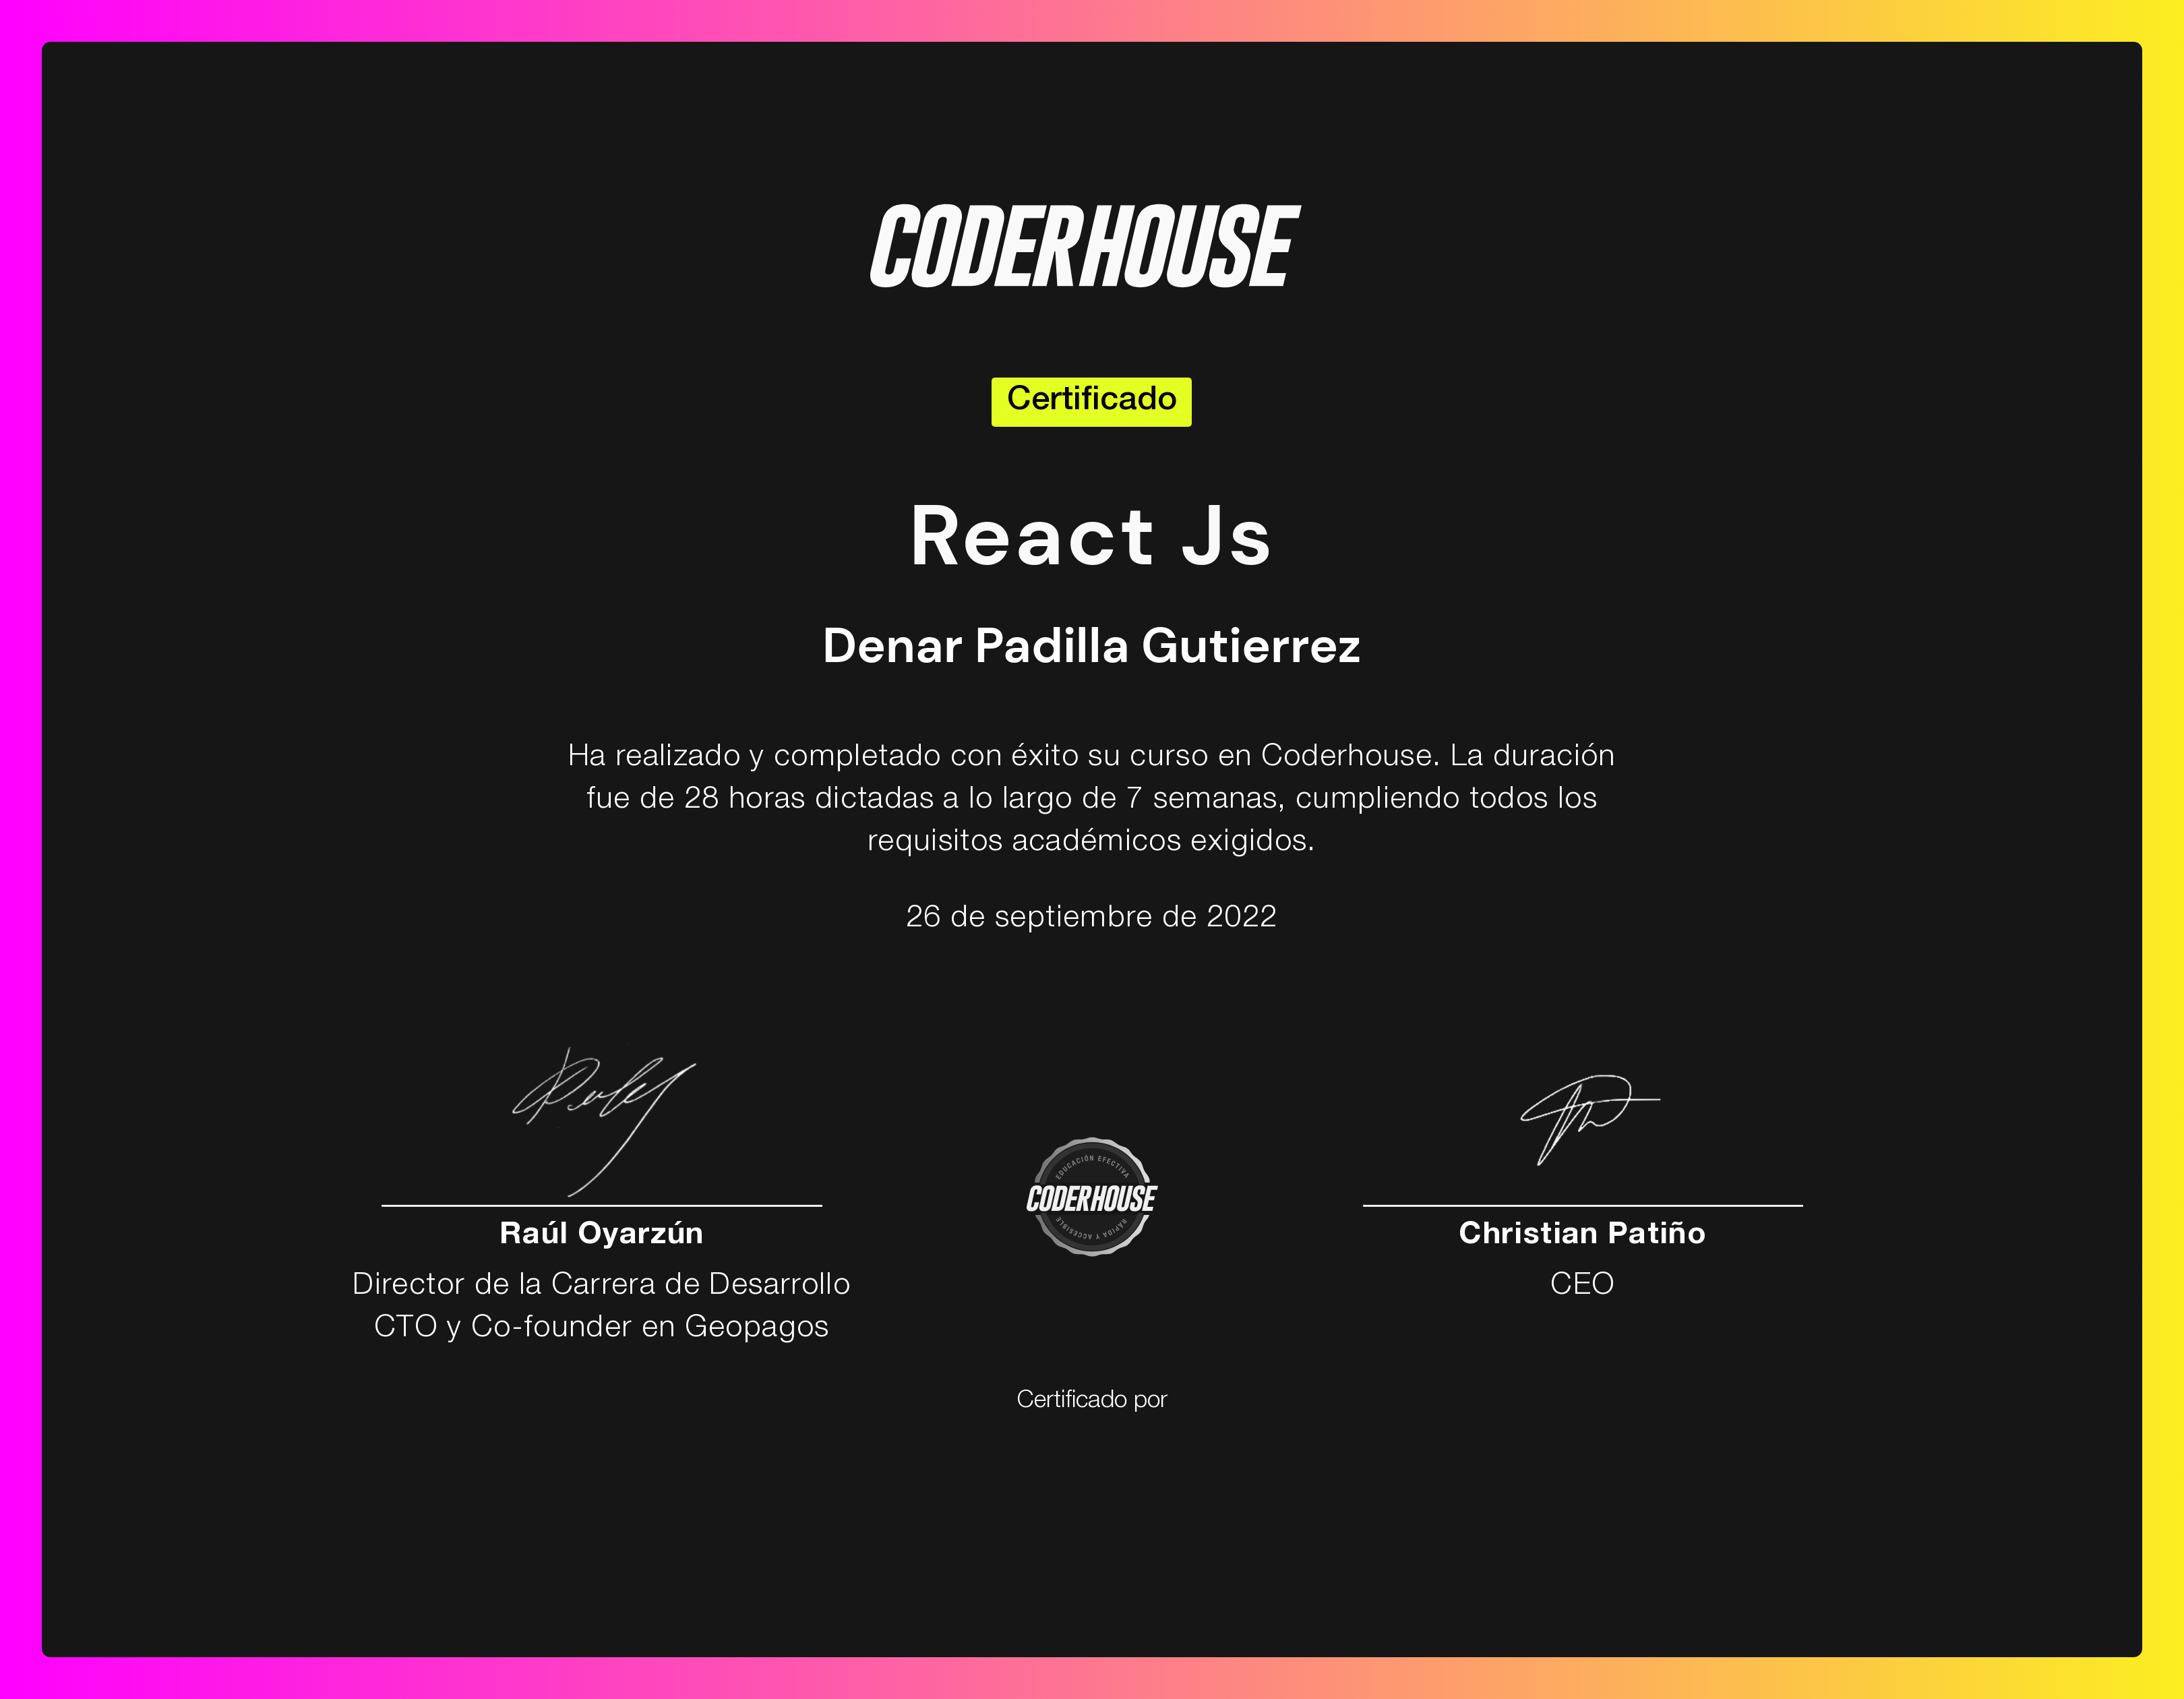 CODERHOUSE
Certificado
React Js
Denar Padilla Gutierrez
Ha realizado y completado con éxito su curso en Coderhouse. La duración
fue de 28 horas dictadas a lo largo de 7 semanas, cumpliendo todos los
requisitos académicos exigidos.
26 de septiembre de 2022
EDUCACIÓN EFECTIVA
CODERHOUSE
RÁPIDA Y ACCESIBLE
Raúl Oyarzún
Director de la Carrera de Desarrollo
CTO y Co-founder en Geopagos
Christian Patiño
CEO
Certificado por